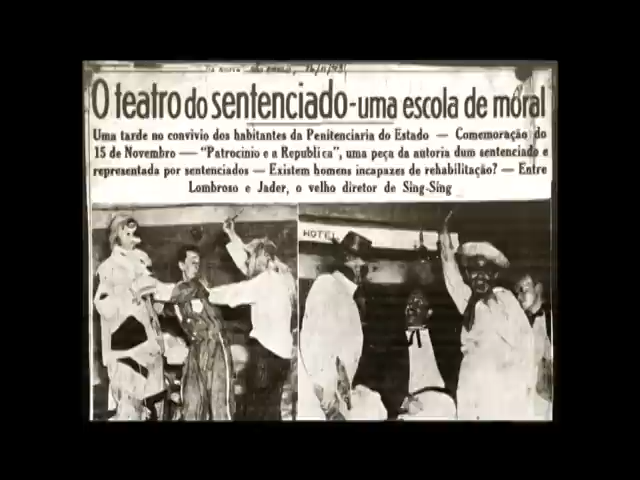 O teatro do sentenciado - uma escola de moral
Uma tarde no convivio dos habitantes da Penitenciaria do Estado — Comemoração do
15 de Novembro — "Patrocinio e a Republica", uma peça da autoria dum sentenciado e
representada por sentenciados — Existem homens incapazes de rehabilitação? — Entre
Lombroso e Jader, o velho diretor de Sing-Sing
HOTEL